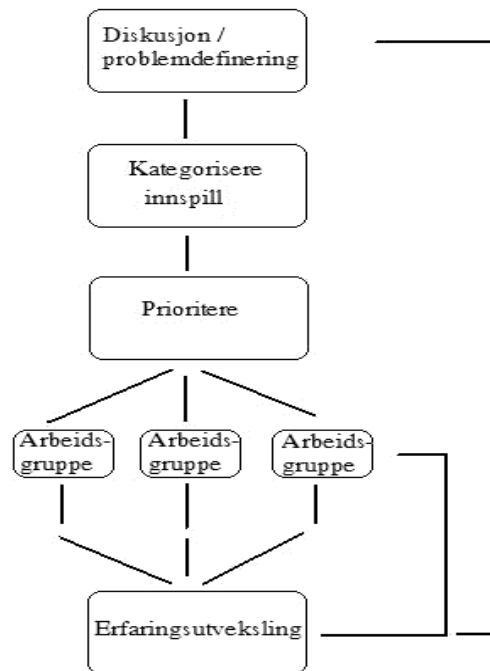 Diskusjon /
problemdefinering
Kategorisere
innspill
Prioritere
Arbeids-
gruppe
Arbeids-
gruppe
Arbeids-
gruppe
Erfaringsutveksling